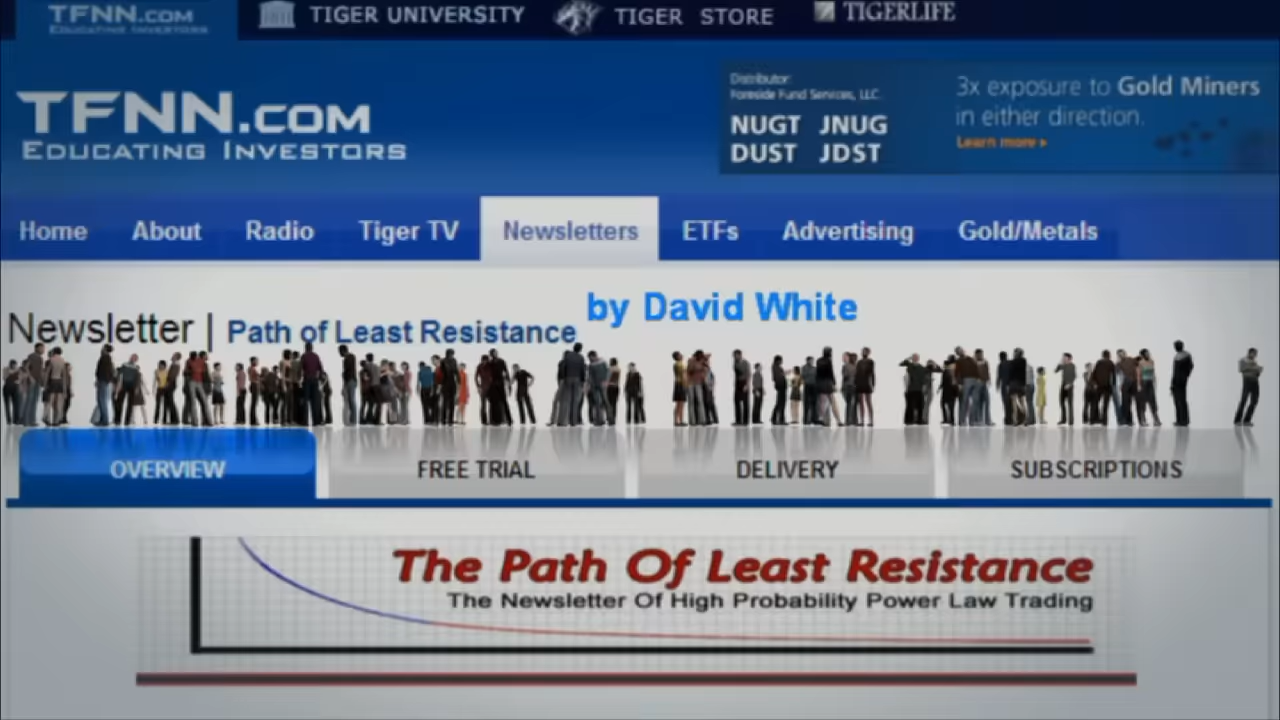 TFNN.COM
EDUCATING INVESTORS
TIGER UNIVERSITY
TIGER STORE
TIGERLIFE
TFNN.COM
EDUCATING INVESTORS
Distributor:
Foreside Fund Services, LLC.
NUGT JNUG
DUST JDST
3x exposure to Gold Miners
in either direction.
Learn more
Home About Radio Tiger TV Newsletters ETFs Advertising Gold/Metals
by David White
Newsletter | Path of Least Resistance
OVERVIEW FREE TRIAL DELIVERY SUBSCRIPTIONS
The Path Of Least Resistance
The Newsletter Of High Probability Power Law Trading